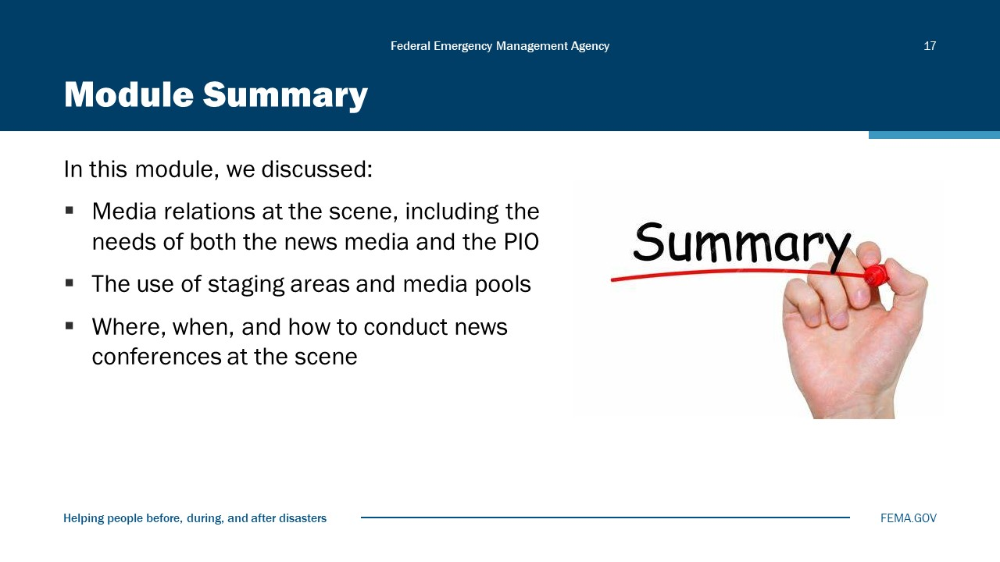 Federal Emergency Management Agency
17
Module Summary
In this module, we discussed:
▪ Media relations at the scene, including the
needs of both the news media and the PIO
▪ The use of staging areas and media pools
▪ Where, when, and how to conduct news
conferences at the scene
Summary
Helping people before, during, and after disasters
FEMA.GOV